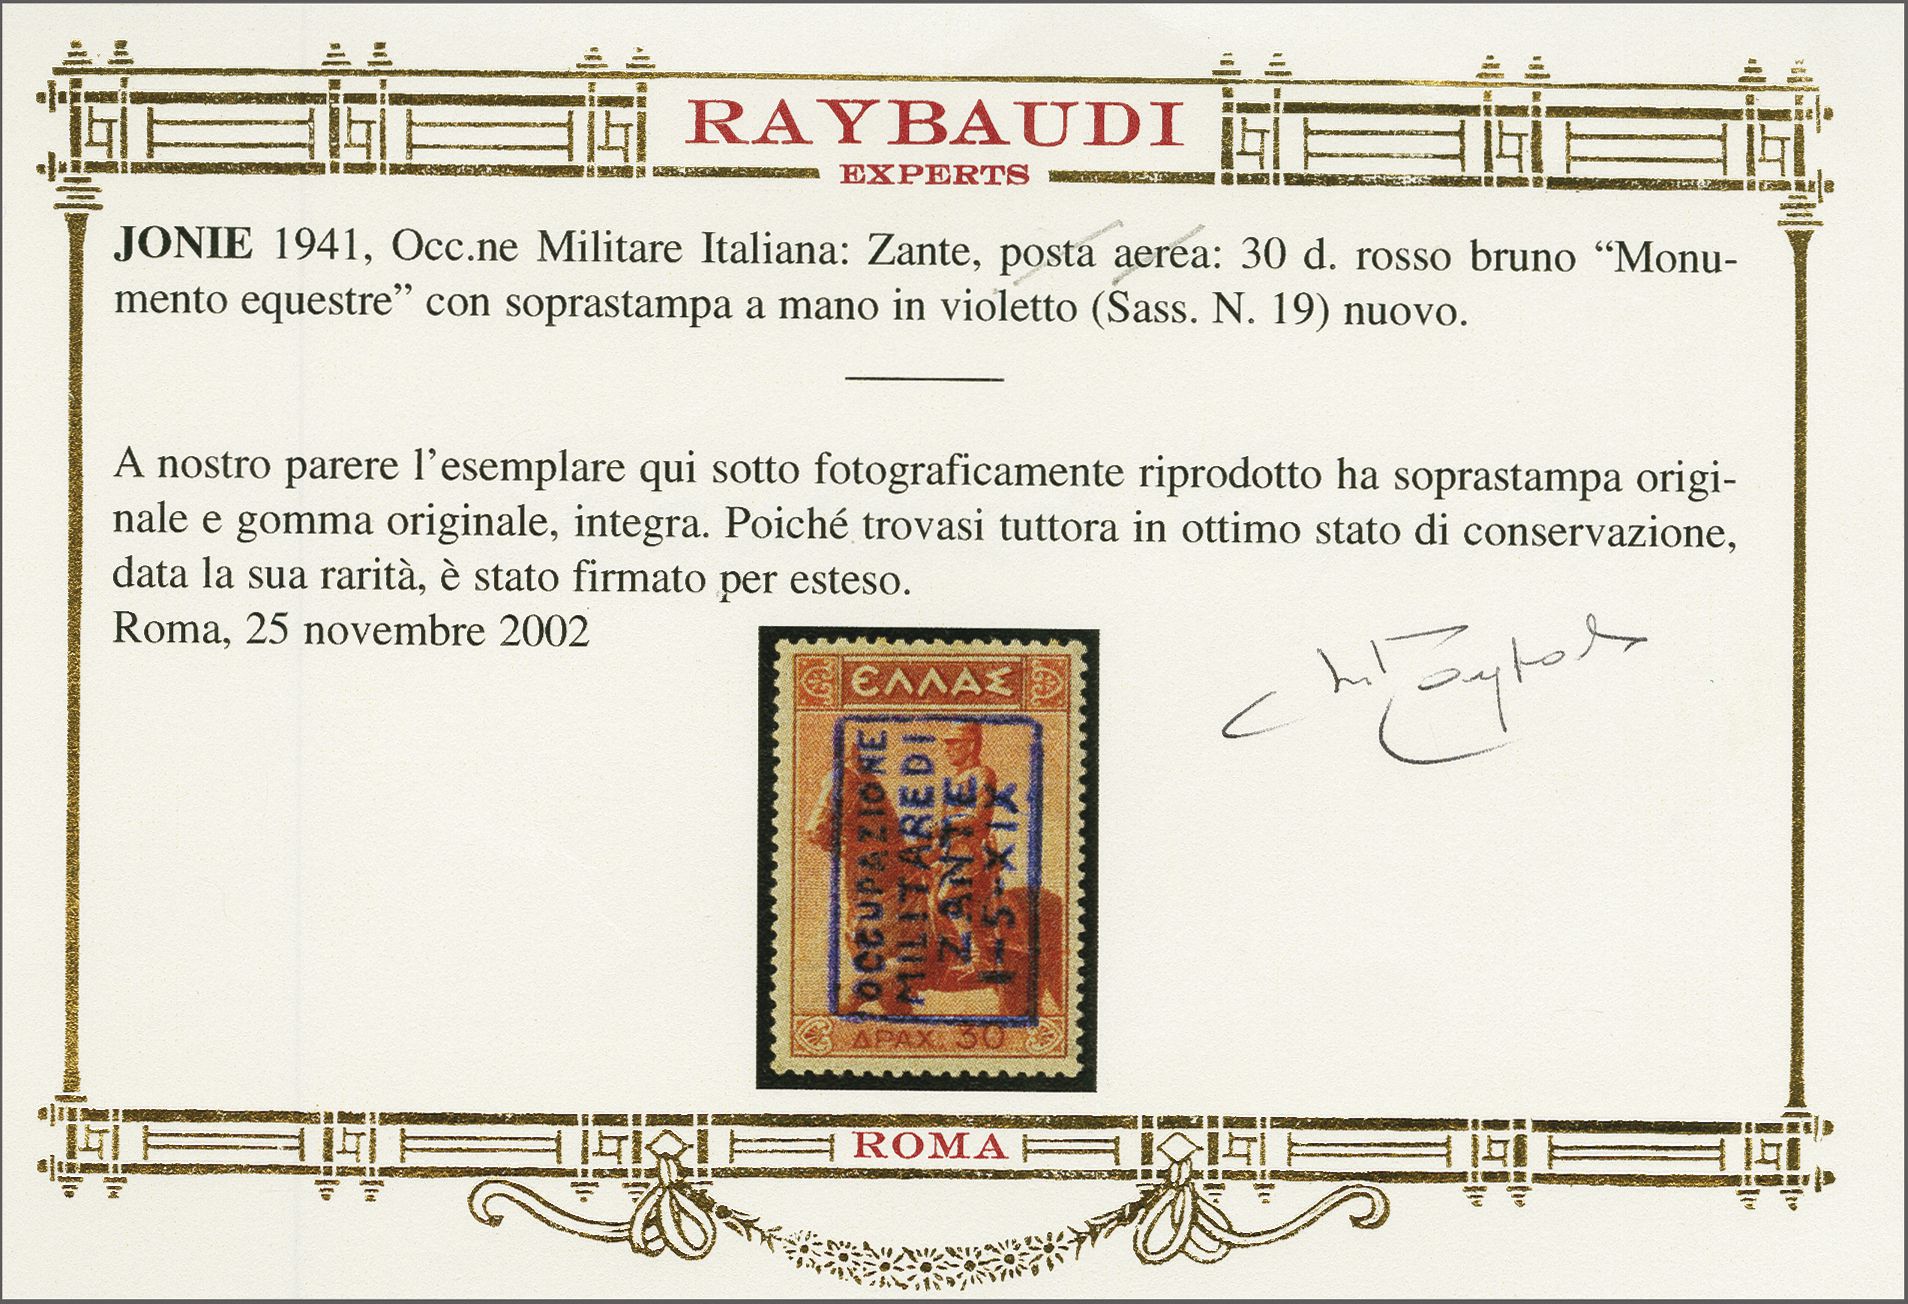 RAYBAUDI
EXPERTS
JONIE 1941, Occ.ne Militare Italiana: Zante, posta aerea: 30 d. rosso bruno “Monu-
mento equestre” con soprastampa a mano in violetto (Sass. N. 19) nuovo.
A nostro parere l’esemplare qui sotto fotograficamente riprodotto ha soprastampa origi-
nale e gomma originale, integra. Poiché trovasi tuttora in ottimo stato di conservazione,
data la sua rarità, è stato firmato per esteso.
Roma, 25 novembre 2002
ΕΛΛΑΣ
OCCUPAZIONE
MILITARE DI
ZANTE
1-5-XIX
ΔΡΑΧ. 30
ROMA